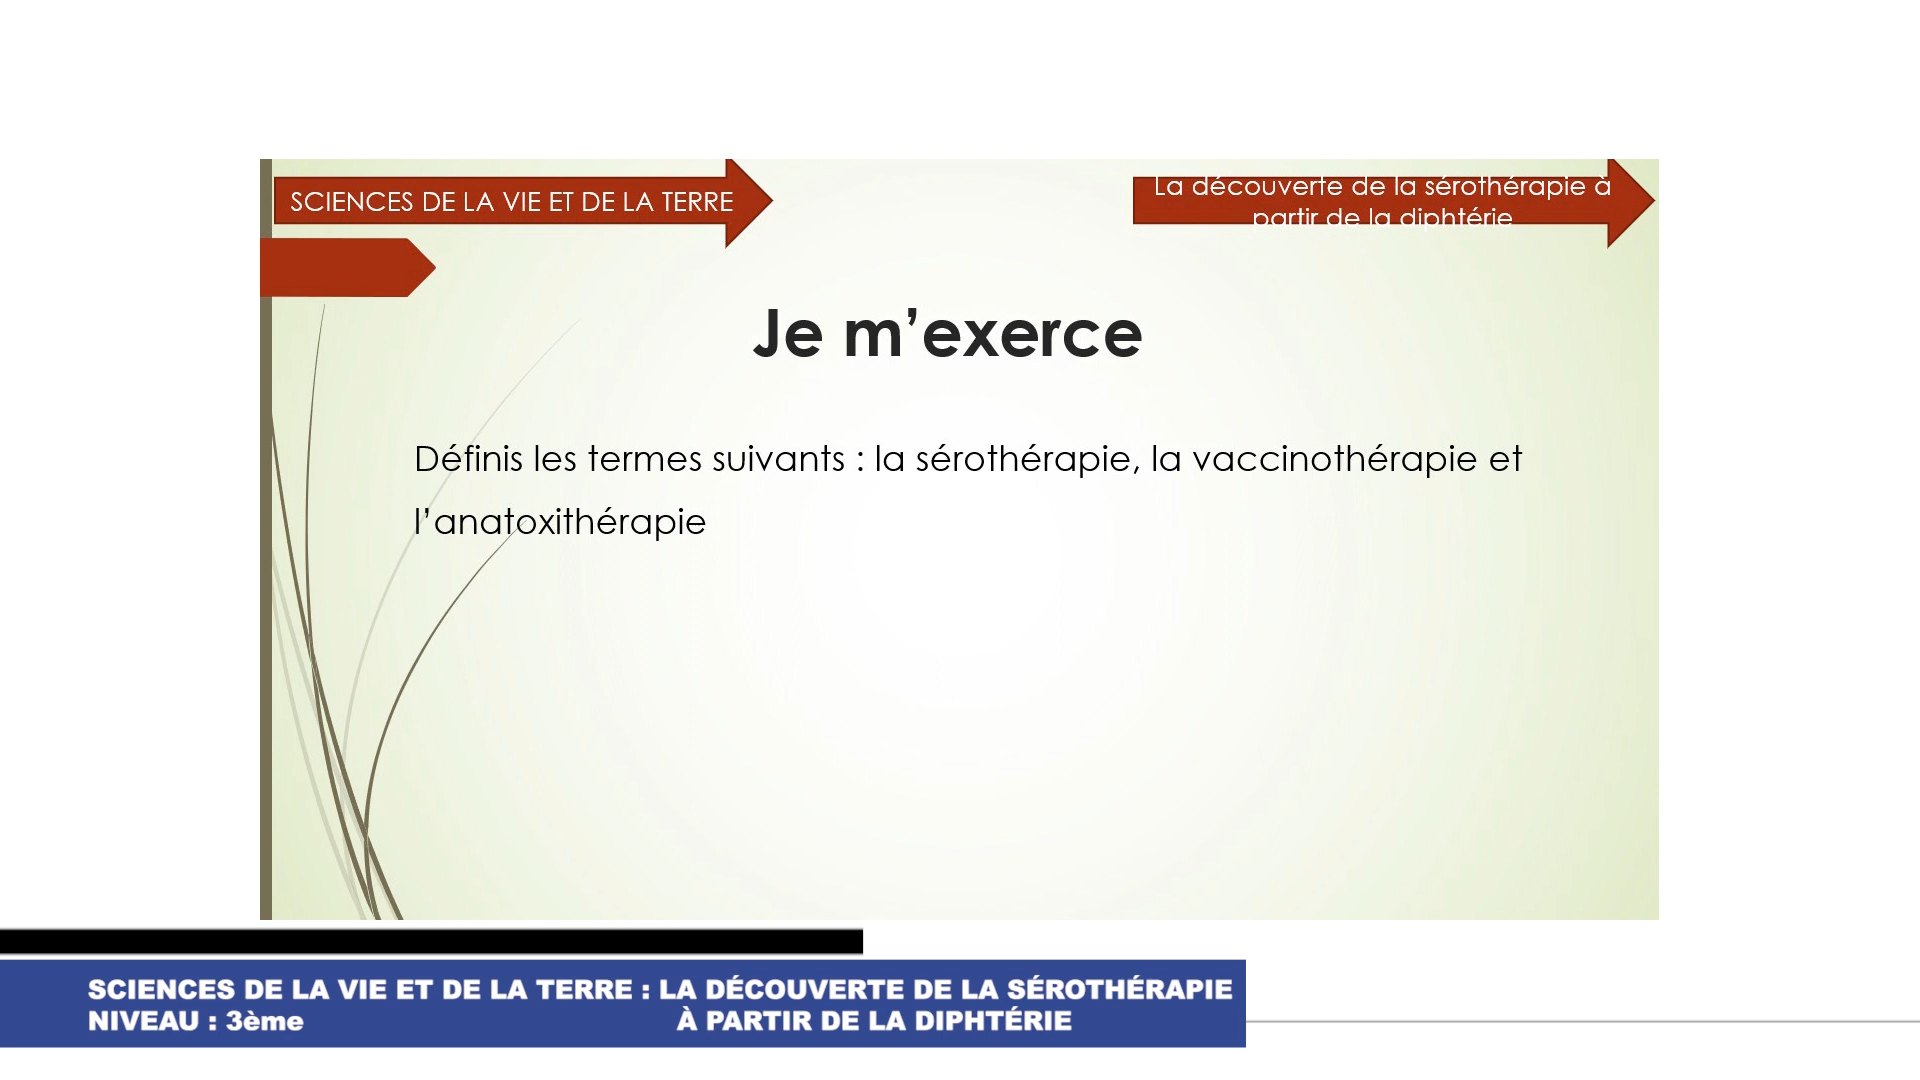 SCIENCES DE LA VIE ET DE LA TERRE
La découverte de la sérothérapie à
partir de la diphtérie
Je m’exerce
Définis les termes suivants : la sérothérapie, la vaccinothérapie et
l’anatoxithérapie
SCIENCES DE LA VIE ET DE LA TERRE : LA DÉCOUVERTE DE LA SÉROTHÉRAPIE
NIVEAU : 3ème À PARTIR DE LA DIPHTÉRIE